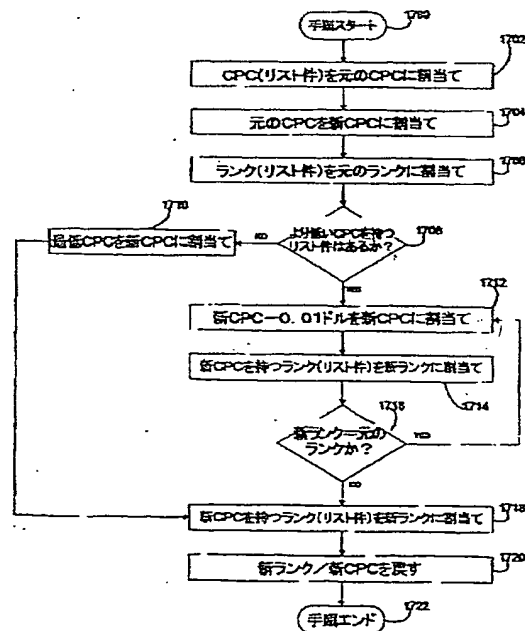 手順スタート
1700
1702
CPC(リスト件)を元のCPCに割当て
1704
元のCPCを新CPCに割当て
1706
ランク(リスト件)を元のランクに割当て
1710
最低CPCを新CPCに割当て
NO
より低いCPCを持つ
リスト件はあるか?
1708
YES
1712
新CPC-0.01ドルを新CPCに割当て
新CPCを持つランク(リスト件)を新ランクに割当て
1714
新ランク=元の
ランクか?
YES
NO
1718
新CPCを持つランク(リスト件)を新ランクに割当て
1720
新ランク/新CPCを戻す
手順エンド
1722